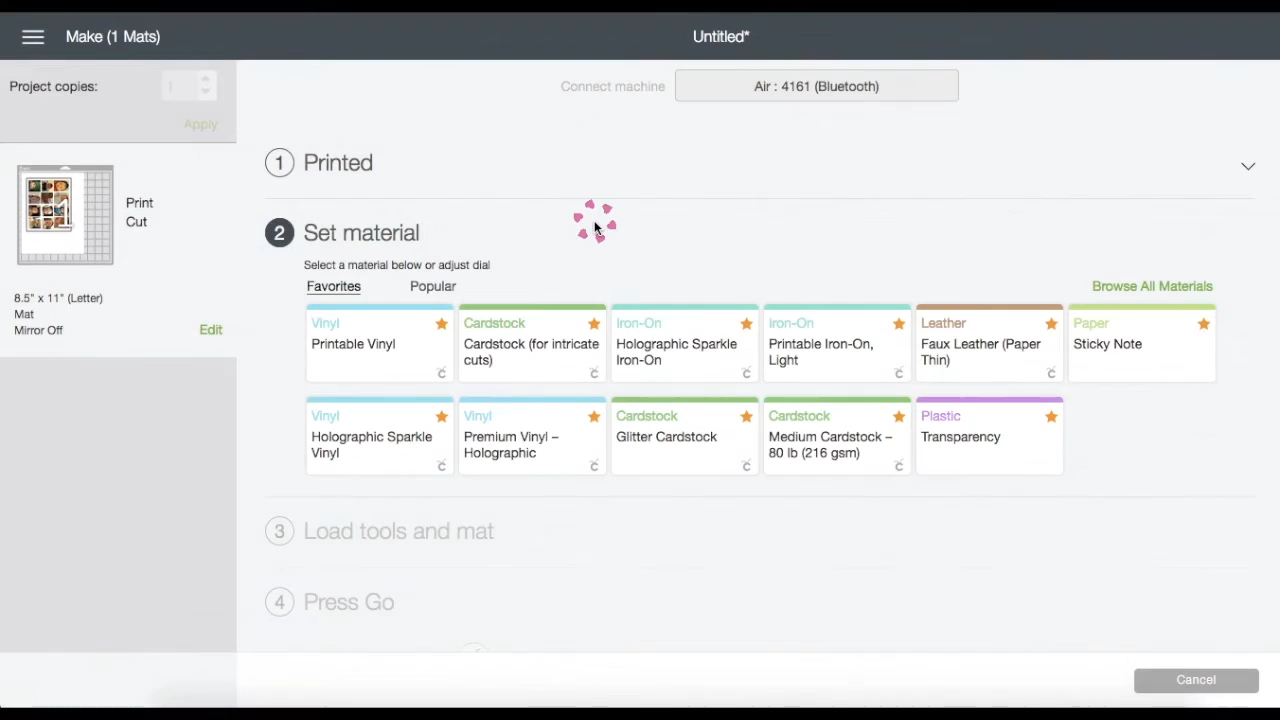 Make (1 Mats)
Untitled*
Project copies:
1
Apply
Connect machine
Air : 4161 (Bluetooth)
1 Printed
Print
Cut
8.5" x 11" (Letter)
Mat
Mirror Off
Edit
2 Set material
Select a material below or adjust dial
Favorites
Popular
Browse All Materials
Vinyl
Printable Vinyl
Cardstock
Cardstock (for intricate
cuts)
Iron-On
Holographic Sparkle
Iron-On
Iron-On
Printable Iron-On,
Light
Leather
Faux Leather (Paper
Thin)
Paper
Sticky Note
Vinyl
Holographic Sparkle
Vinyl
Vinyl
Premium Vinyl –
Holographic
Cardstock
Glitter Cardstock
Cardstock
Medium Cardstock –
80 lb (216 gsm)
Plastic
Transparency
3 Load tools and mat
4 Press Go
Cancel